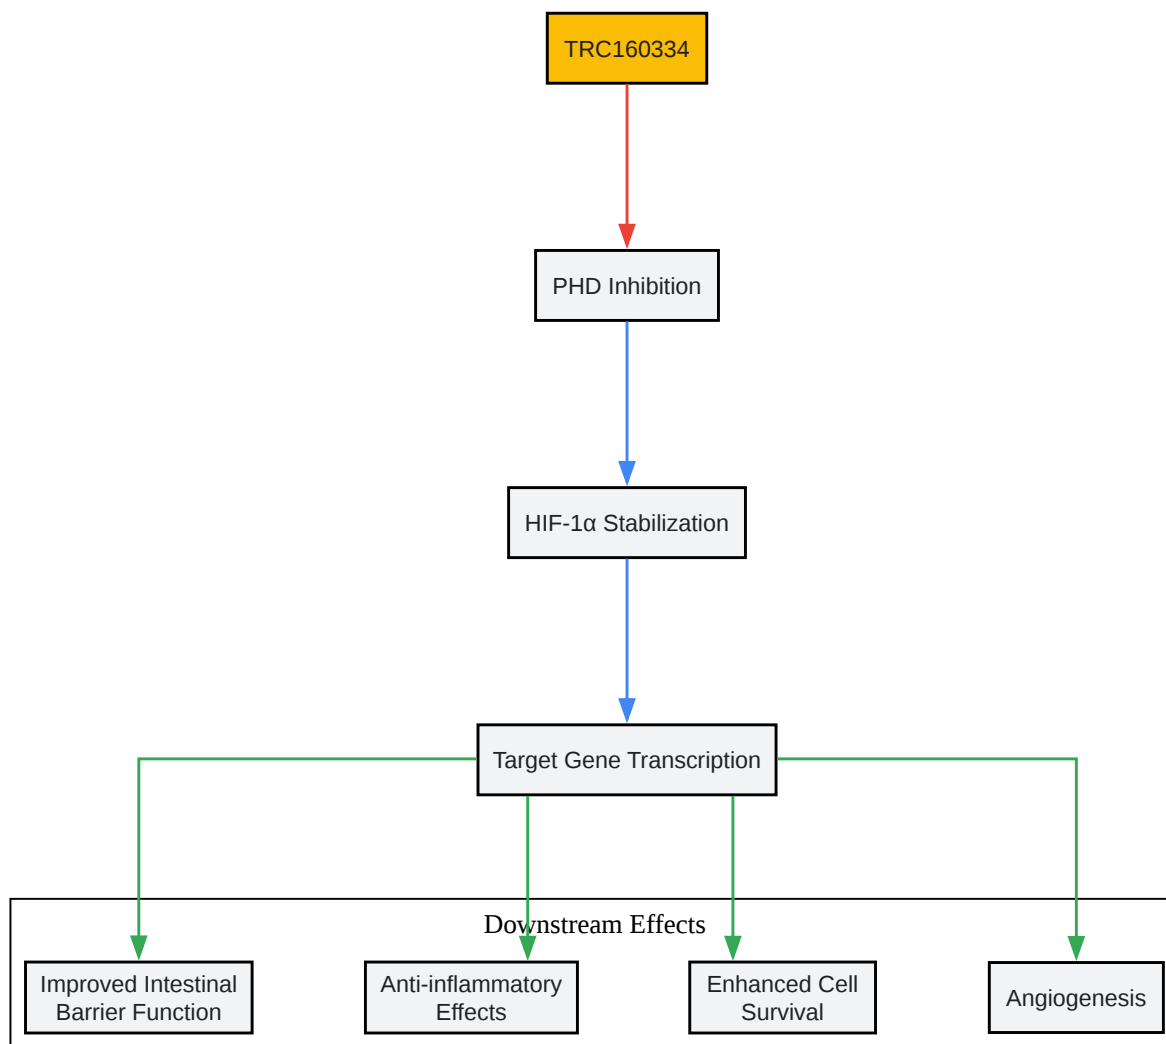 TRC160334
PHD Inhibition
HIF-1α Stabilization
Target Gene Transcription
Downstream Effects
Improved Intestinal
Barrier Function
Anti-inflammatory
Effects
Enhanced Cell
Survival
Angiogenesis